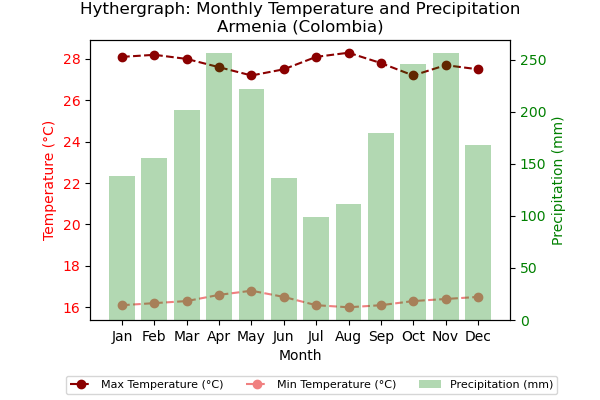 Hythergraph: Monthly Temperature and Precipitation
Armenia (Colombia)
28
26
24
22
20
18
16
Temperature (°C)
250
200
150
100
50
0
Precipitation (mm)
Jan Feb Mar Apr May Jun Jul Aug Sep Oct Nov Dec
Month
Max Temperature (°C) Min Temperature (°C) Precipitation (mm)